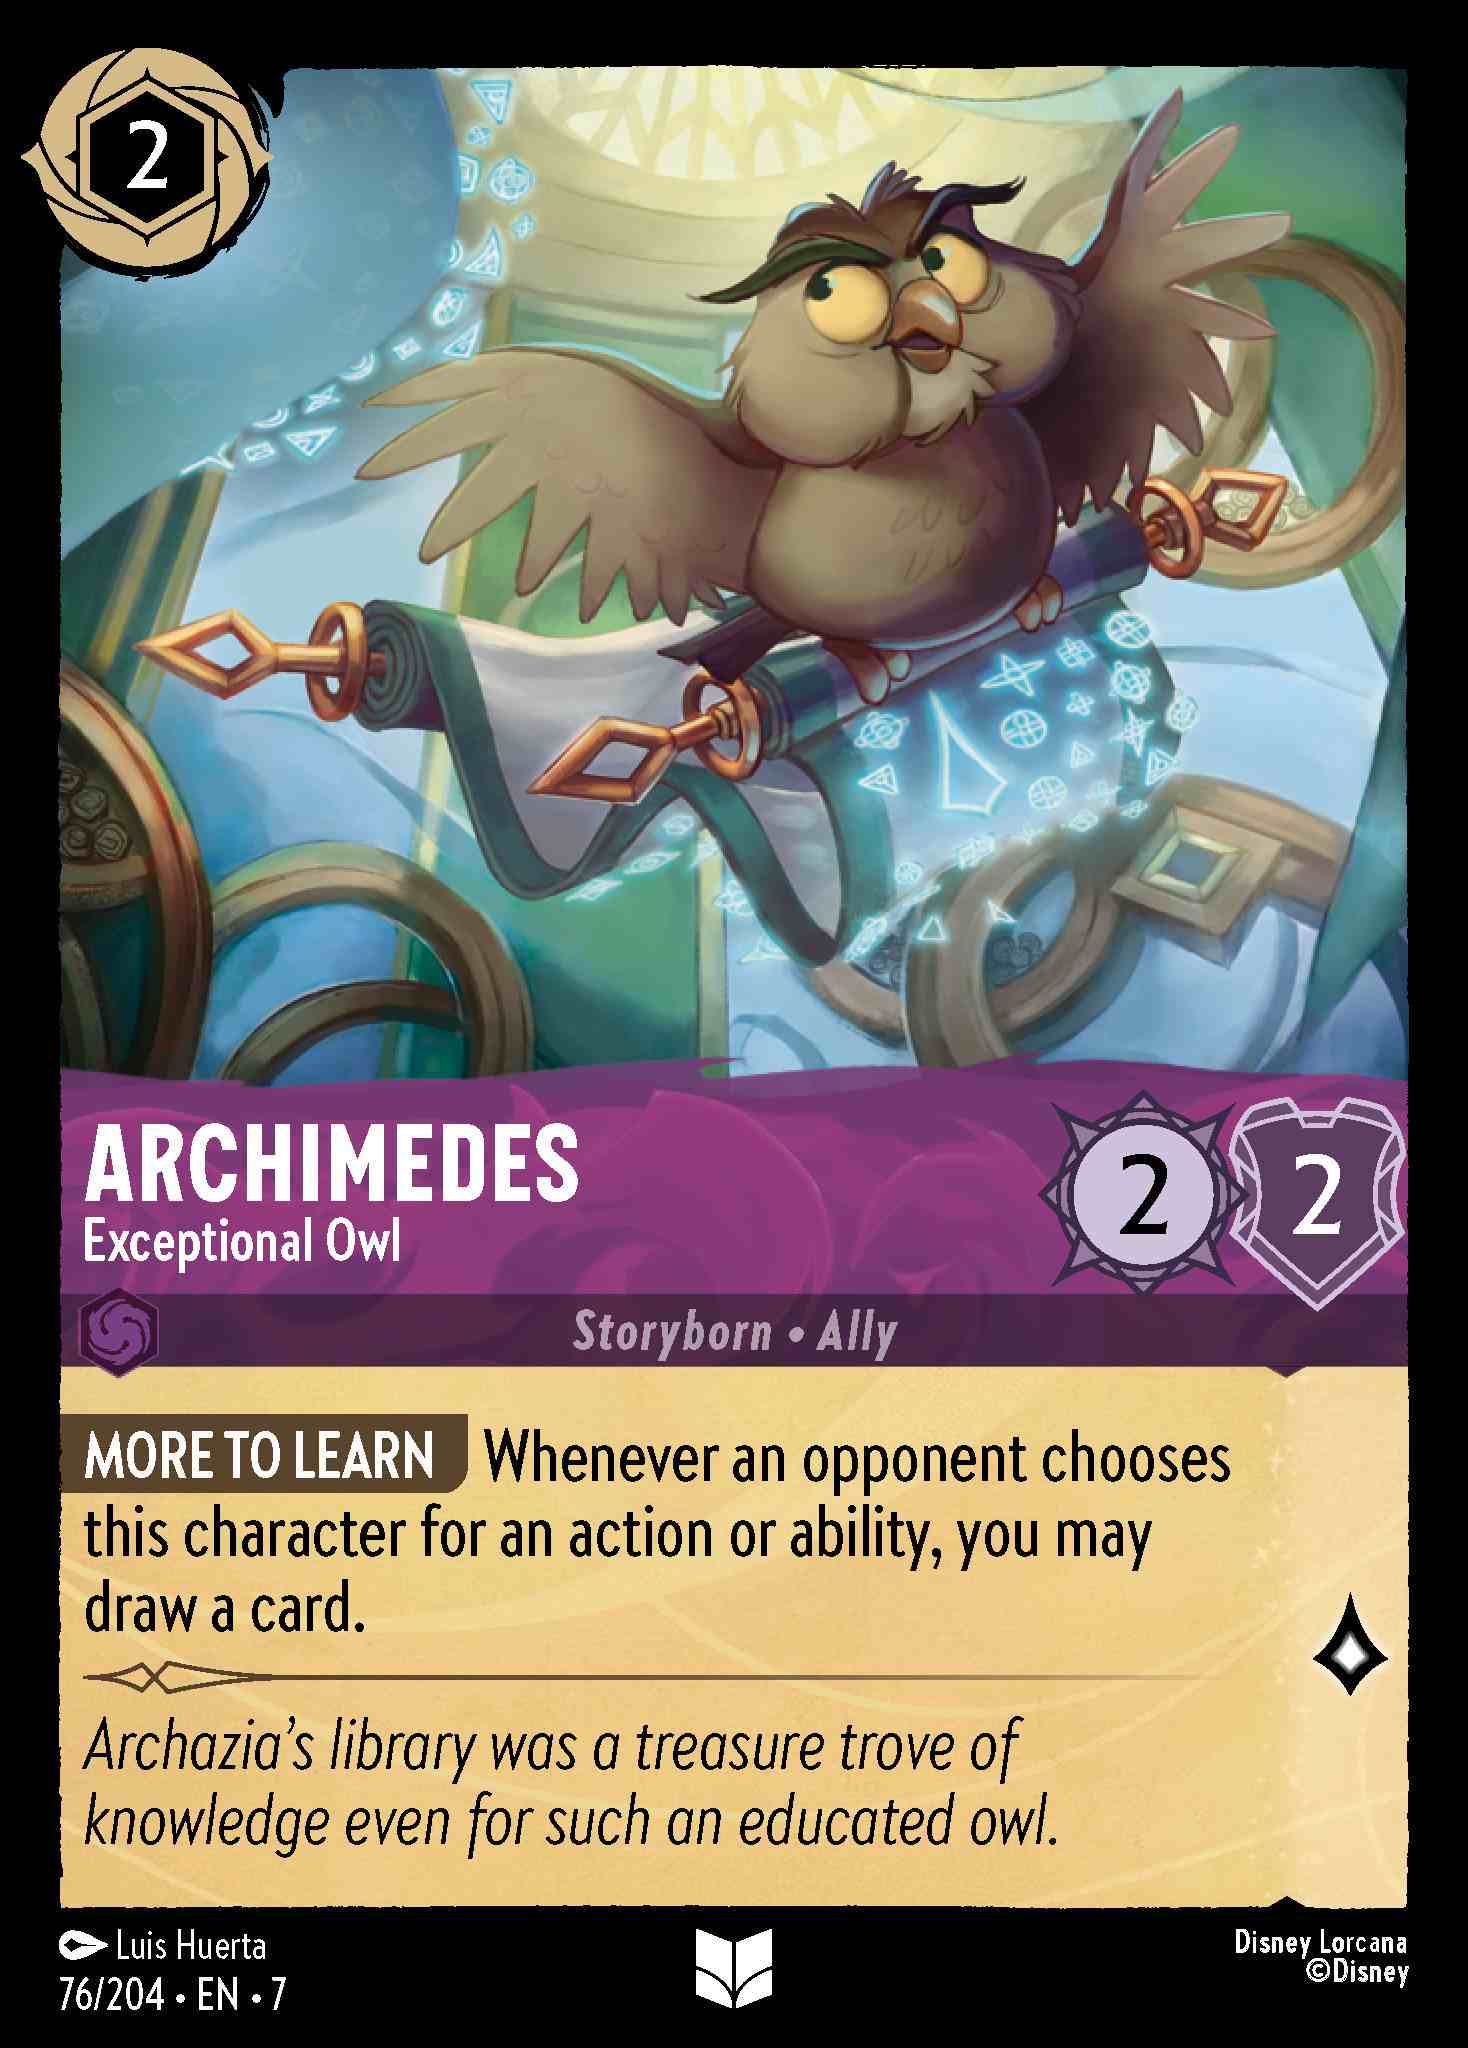 2
ARCHIMEDES
Exceptional Owl
2 2
Storyborn • Ally
MORE TO LEARN Whenever an opponent chooses
this character for an action or ability, you may
draw a card.
Archazia's library was a treasure trove of
knowledge even for such an educated owl.
Luis Huerta
76/204 • EN • 7
Disney Lorcana
©Disney